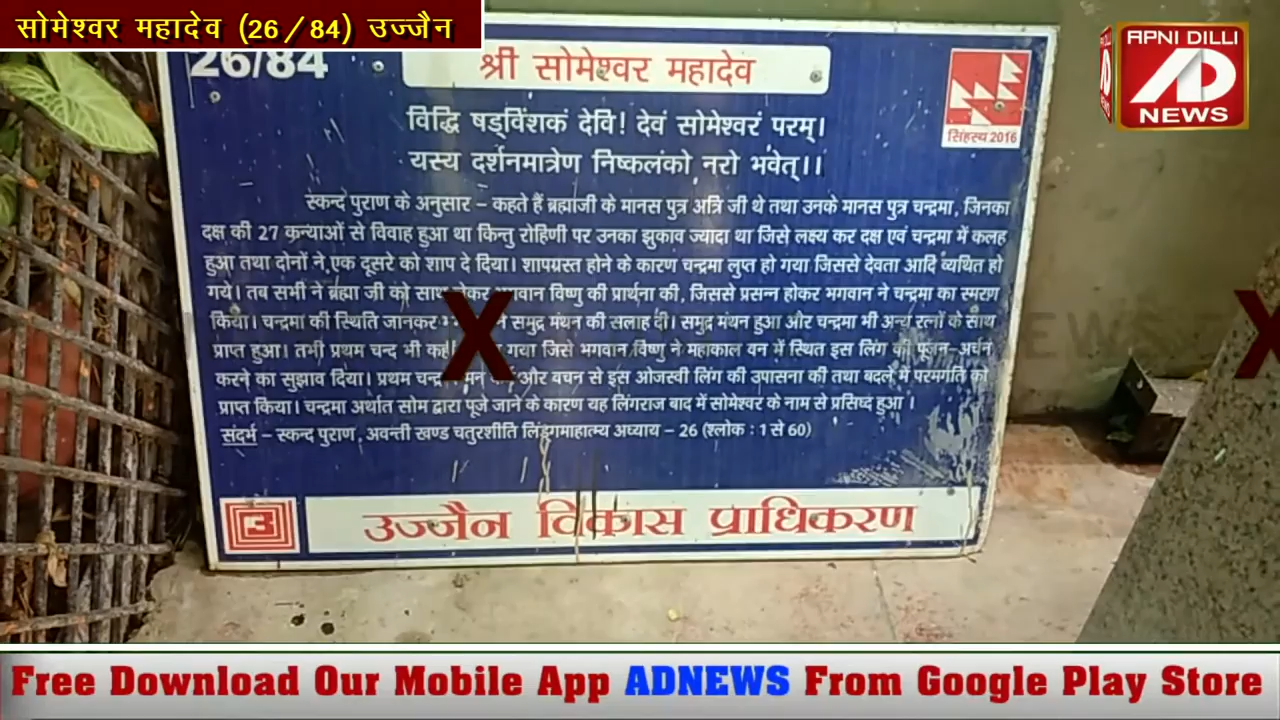 सोमेश्वर महादेव (26/84) उज्जैन
APNI DILLI
AD
NEWS
26/84
श्री सोमेश्वर महादेव
सिंहस्थ 2016
विद्धि षड्विंशकं देवि! देवं सोमेश्वरं परम्।
यस्य दर्शनमात्रेण निष्कलंको नरो भवेत्।।
स्कन्द पुराण के अनुसार – कहते हैं ब्रह्माजी के मानस पुत्र अत्रि जी थे तथा उनके मानस पुत्र चन्द्रमा, जिनका
दक्ष की 27 कन्याओं से विवाह हुआ था किन्तु रोहिणी पर उनका झुकाव ज्यादा था जिसे लक्ष्य कर दक्ष एवं चन्द्रमा में कलह
हुआ तथा दोनों ने एक दूसरे को शाप दे दिया। शापग्रस्त होने के कारण चन्द्रमा लुप्त हो गया जिससे देवता आदि व्यथित हो
गये। तब सभी ने ब्रह्मा जी को साथ लेकर भगवान विष्णु की प्रार्थना की, जिससे प्रसन्न होकर भगवान ने चन्द्रमा का स्मरण
किया। चन्द्रमा की स्थिति जानकर समुद्र मंथन की सलाह दी। समुद्र मंथन हुआ और चन्द्रमा भी अन्य रत्नों के साथ
प्राप्त हुआ। तभी प्रथम चन्द भी गया जिसे भगवान विष्णु ने महाकाल वन में स्थित इस लिंग की पूजन-अर्चन
करने का सुझाव दिया। प्रथम और वचन से इस ओजस्वी लिंग की उपासना की तथा बदले में परमगति को
प्राप्त किया। चन्द्रमा अर्थात सोम द्वारा पूजे जाने के कारण यह लिंगराज बाद में सोमेश्वर के नाम से प्रसिध्द हुआ।
संदर्भ – स्कन्द पुराण, अवन्ती खण्ड चतुरशीति लिंङ्गमाहात्म्य अध्याय – 26 (श्लोक : 1 से 60)
उज्जैन विकास प्राधिकरण
Free Download Our Mobile App ADNEWS From Google Play Store